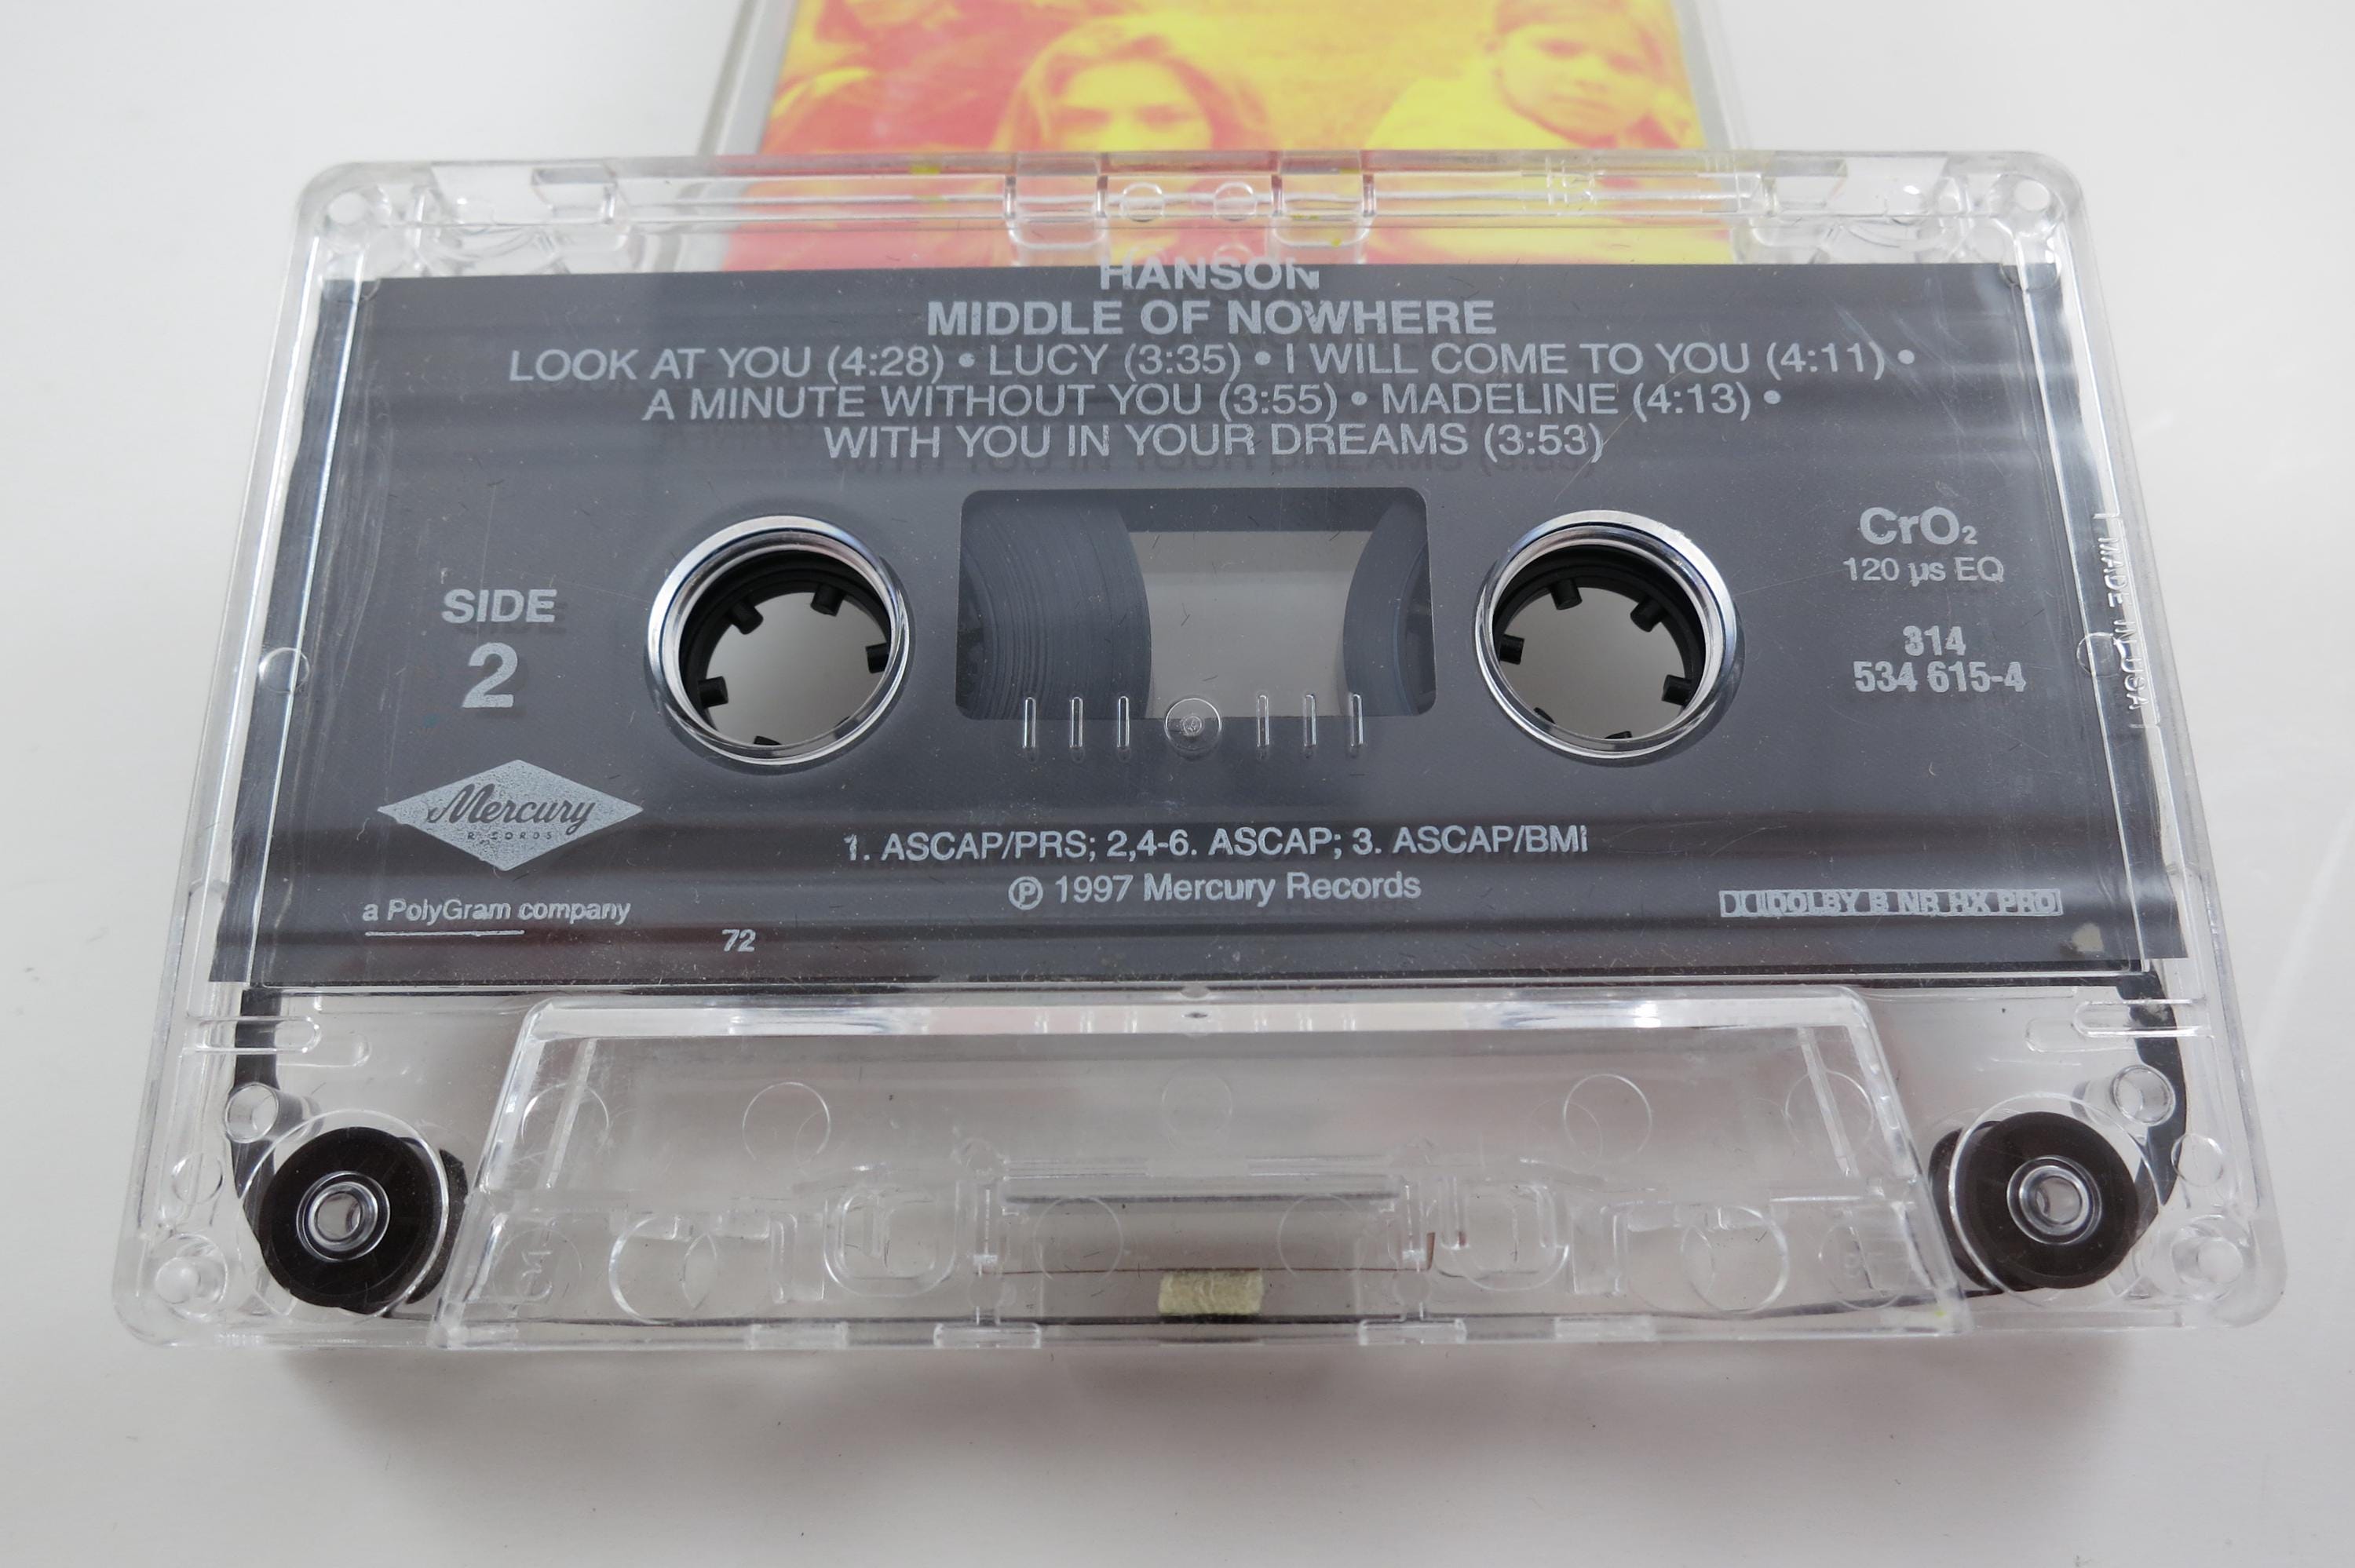 HANSON
MIDDLE OF NOWHERE
LOOK AT YOU (4:28) • LUCY (3:35) • I WILL COME TO YOU (4:11) •
A MINUTE WITHOUT YOU (3:55) • MADELINE (4:13) •
WITH YOU IN YOUR DREAMS (3:53)
SIDE
2
CrO₂
120 µs EQ
314
534 615-4
MADE IN USA
Mercury
RECORDS
a PolyGram company
72
1. ASCAP/PRS; 2,4-6. ASCAP; 3. ASCAP/BMI
℗ 1997 Mercury Records
DOLBY B NR HX PRO